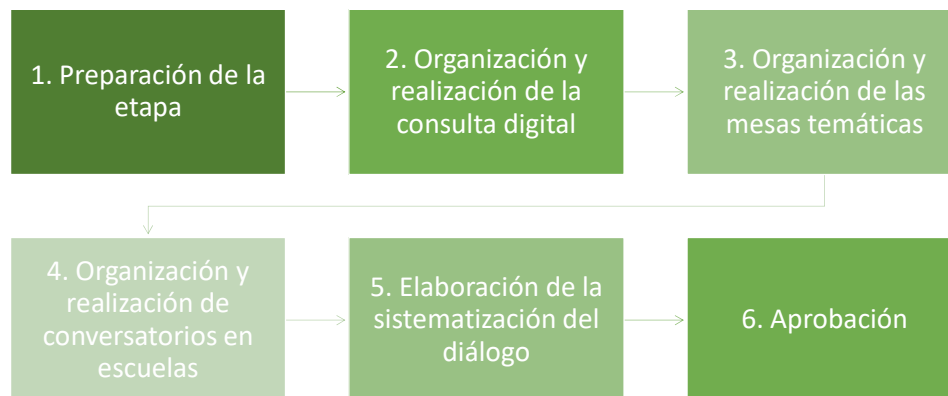 1. Preparación de la
etapa
2. Organización y
realización de la
consulta digital
3. Organización y
realización de las
mesas temáticas
4. Organización y
realización de
conversatorios en
escuelas
5. Elaboración de la
sistematización del
diálogo
6. Aprobación